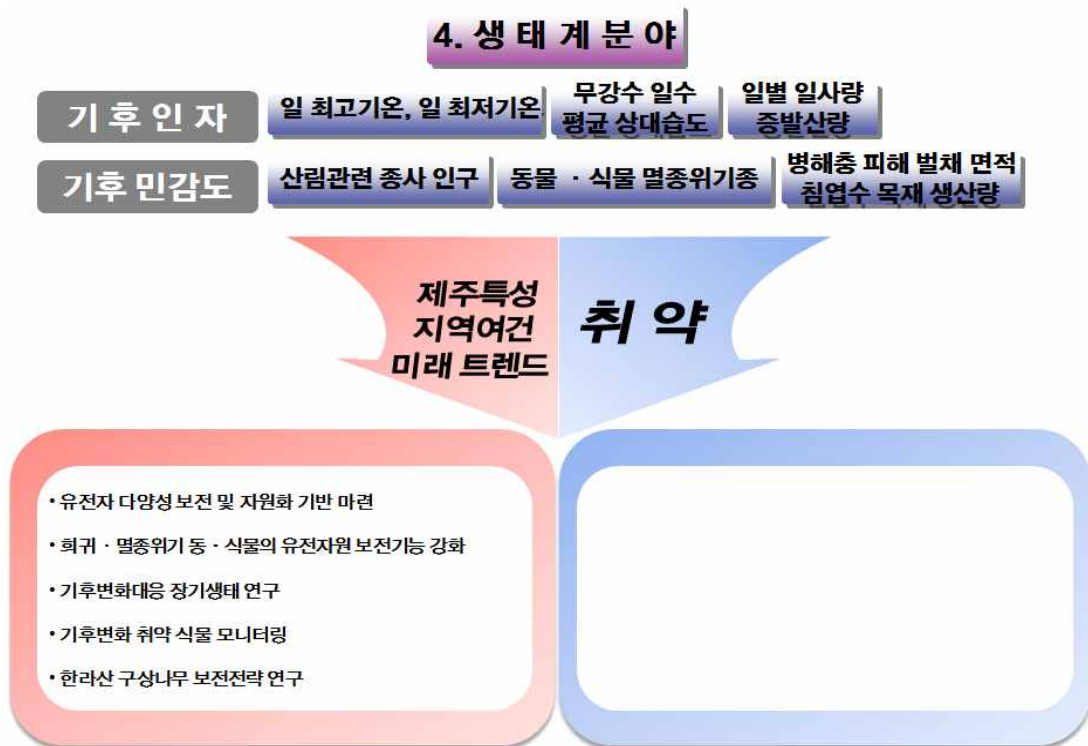 4. 생 태 계 분 야
기 후 인 자
일 최고기온, 일 최저기온
무강수 일수
평균 상대습도
일별 일사량
증발산량
기후 민감도
산림관련 종사 인구
동물 · 식물 멸종위기종
병해충 피해 벌채 면적
침엽수 목재 생산량
제주특성
지역여건
미래 트렌드
취 약
• 유전자 다양성 보전 및 자원화 기반 마련
• 희귀 · 멸종위기 동 · 식물의 유전자원 보전기능 강화
• 기후변화대응 장기생태 연구
• 기후변화 취약 식물 모니터링
• 한라산 구상나무 보전전략 연구